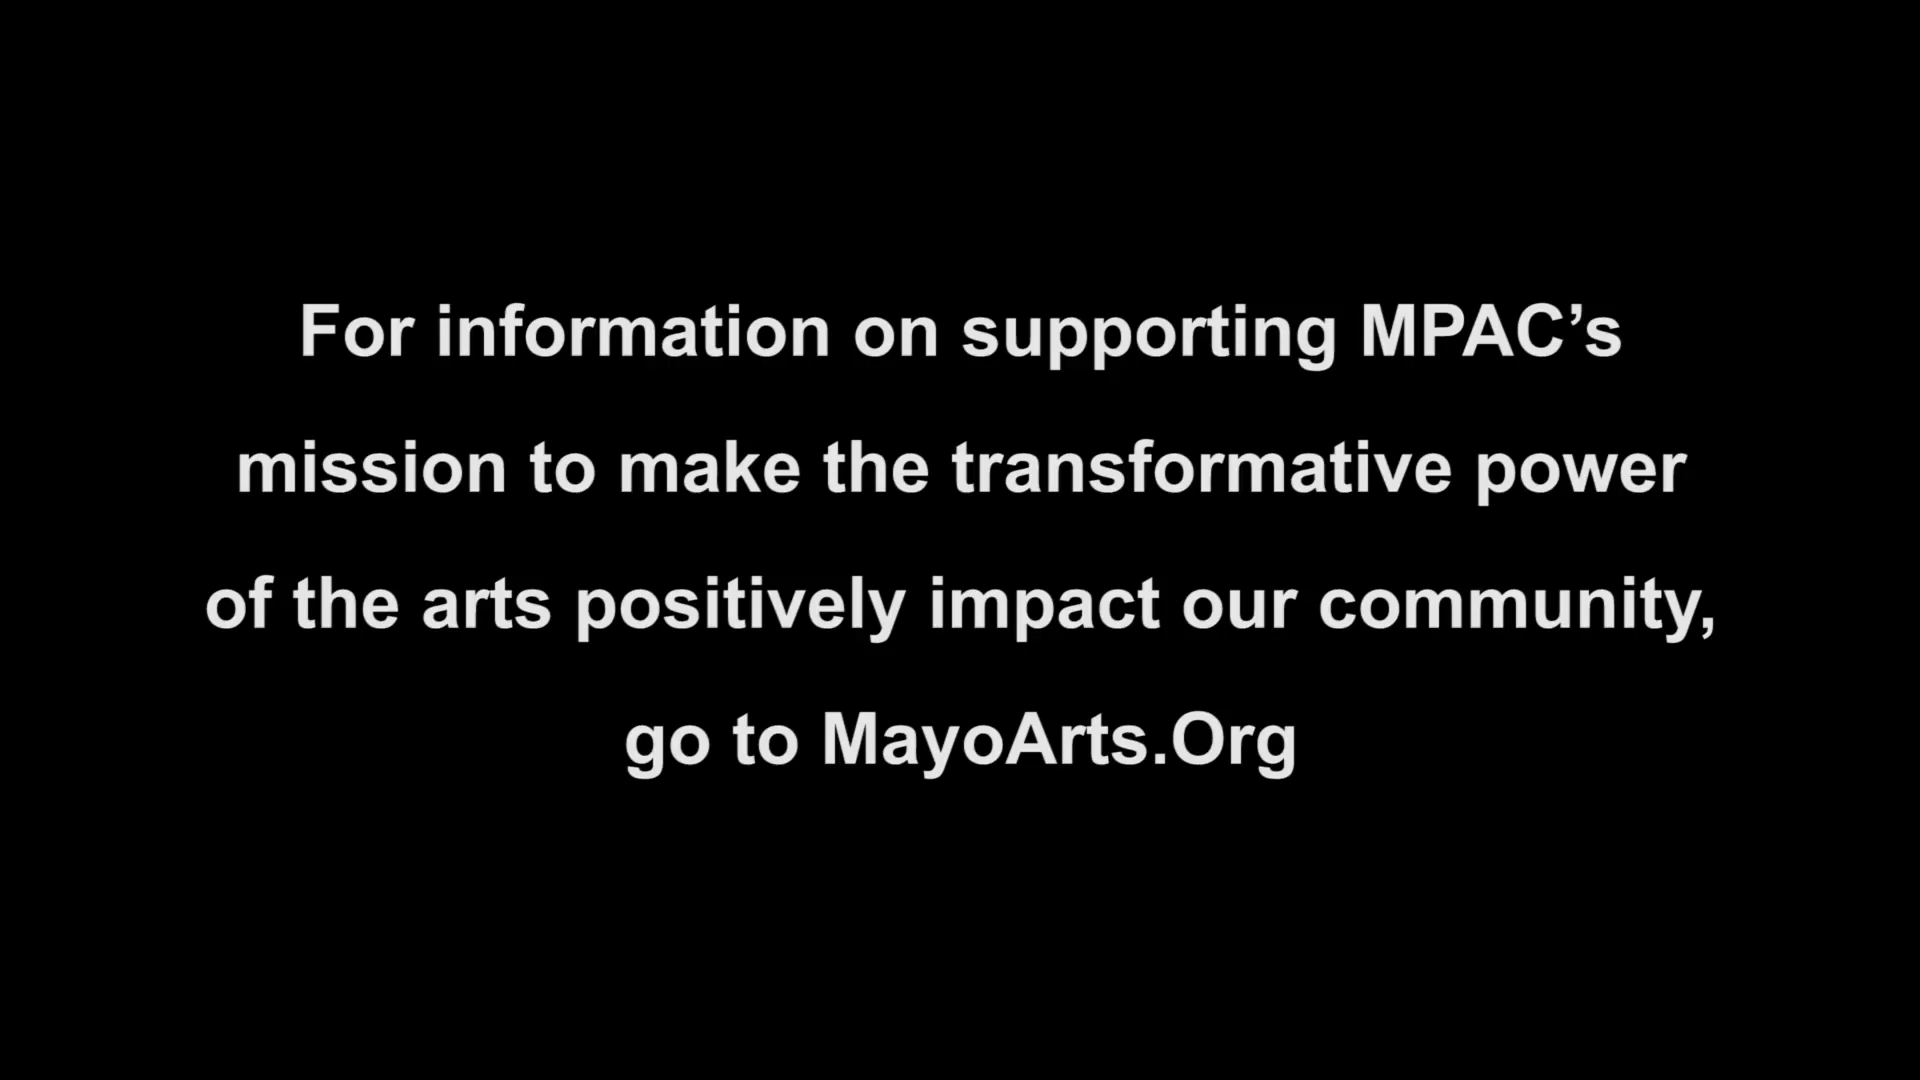 For information on supporting MPAC’s
mission to make the transformative power
of the arts positively impact our community,
go to MayoArts.Org